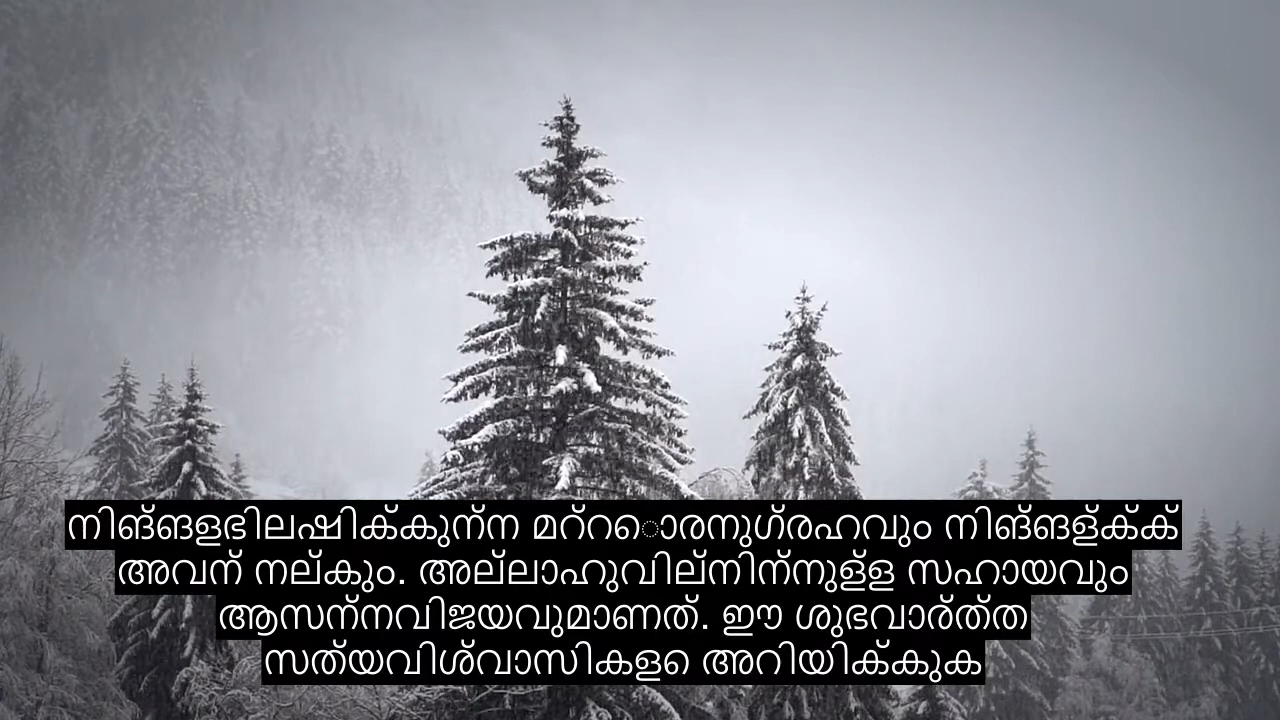 നിങ്ങളഭിലഷിക്കുന്ന മറ്റൊരനുഗ്രഹവും നിങ്ങള്ക്ക്
അവന് നല്കും. അല്ലാഹുവില്നിന്നുള്ള സഹായവും
ആസന്നവിജയവുമാണത്. ഈ ശുഭവാര്ത്ത
സത്യവിശ്വാസികളെ അറിയിക്കുക